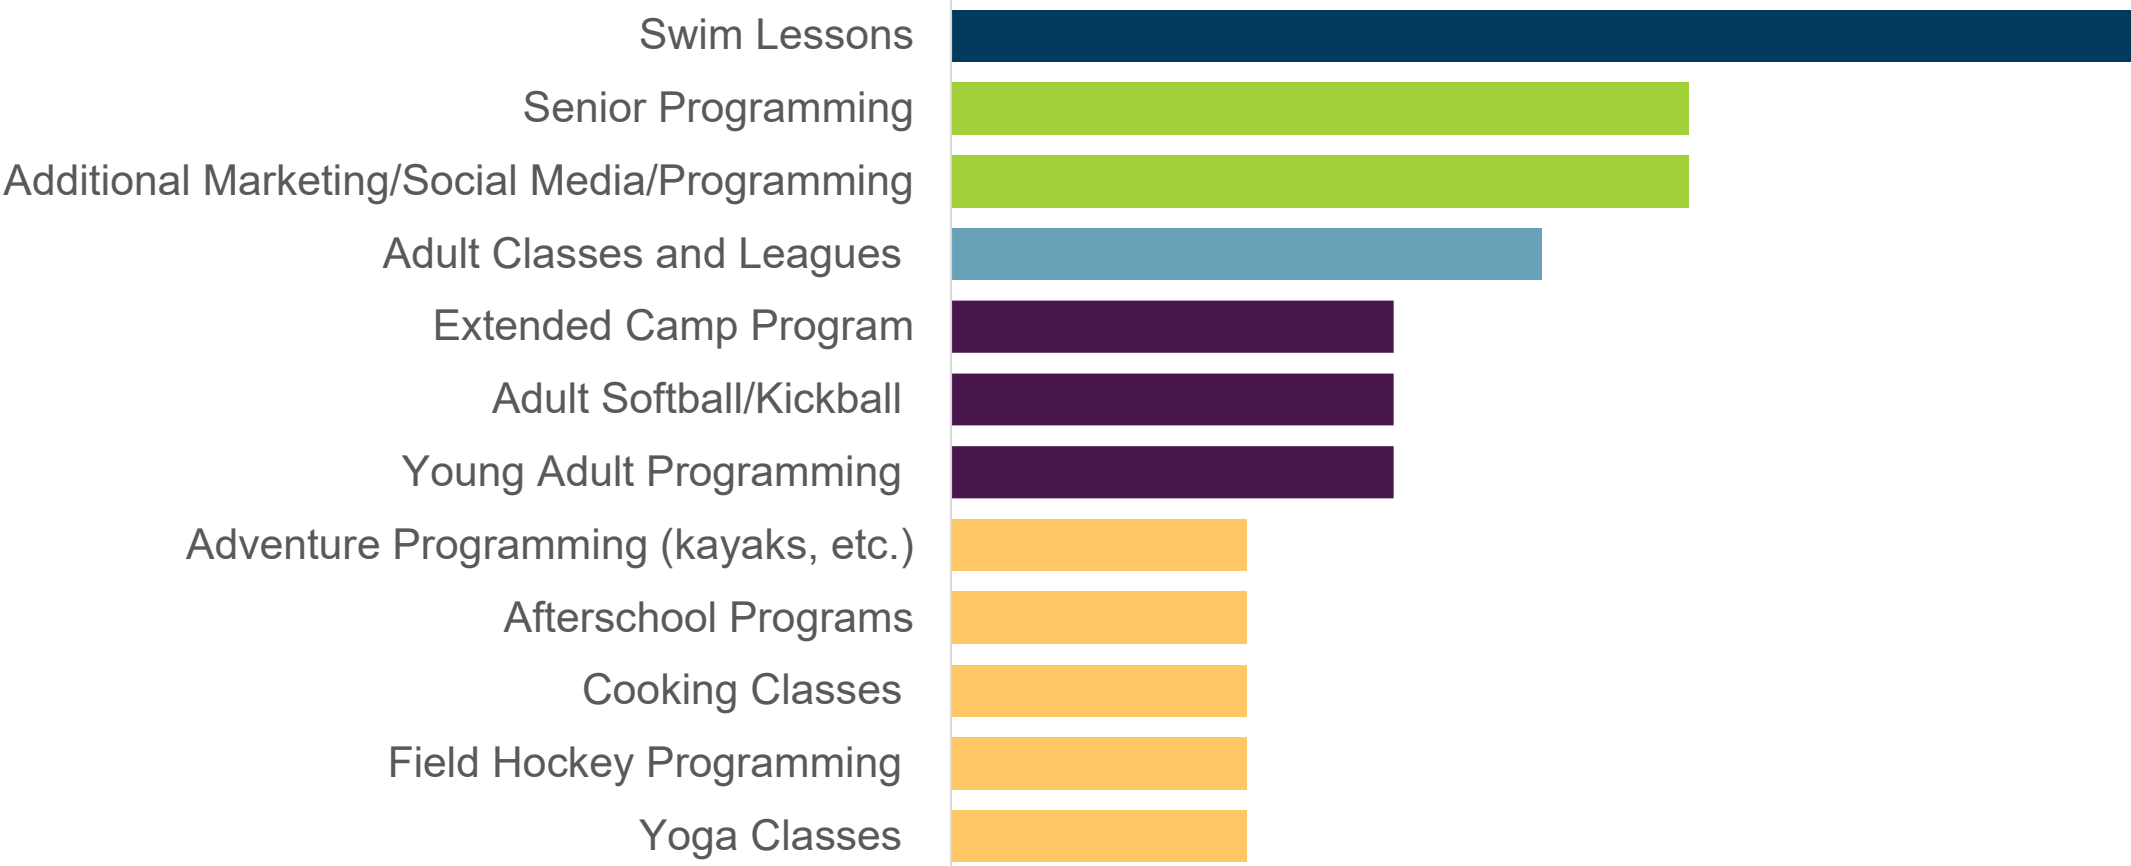 Swim Lessons
Senior Programming
Additional Marketing/Social Media/Programming
Adult Classes and Leagues
Extended Camp Program
Adult Softball/Kickball
Young Adult Programming
Adventure Programming (kayaks, etc.)
Afterschool Programs
Cooking Classes
Field Hockey Programming
Yoga Classes